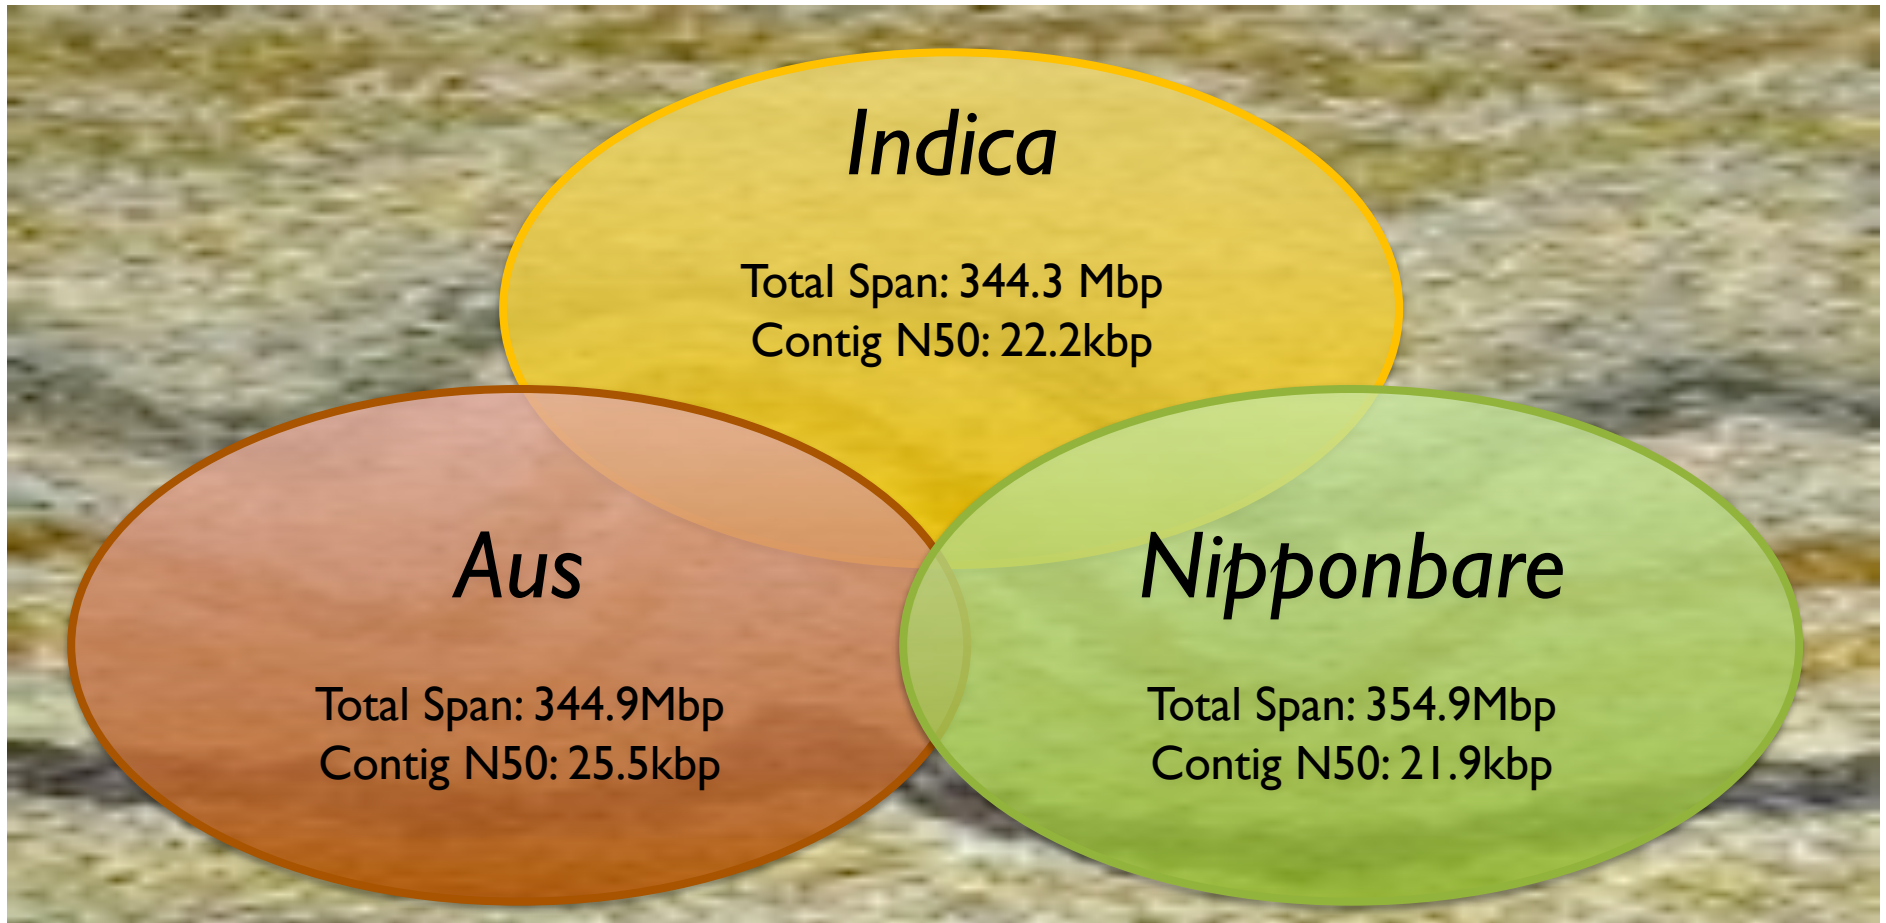 Indica
Total Span: 344.3 Mbp
Contig N50: 22.2kbp
Aus
Total Span: 344.9Mbp
Contig N50: 25.5kbp
Nipponbare
Total Span: 354.9Mbp
Contig N50: 21.9kbp